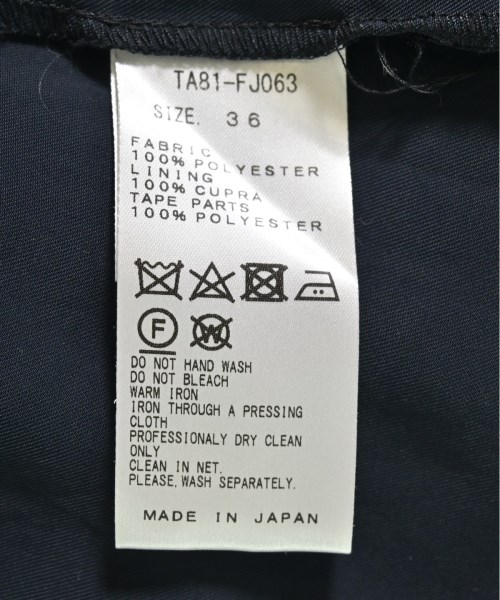 TA81-FJ063
SIZE. 36
FABRIC
100% POLYESTER
LINING
100% CUPRA
TAPE PARTS
100% POLYESTER
F W
DO NOT HAND WASH
DO NOT BLEACH
WARM IRON
IRON THROUGH A PRESSING
CLOTH
PROFESSIONALY DRY CLEAN
ONLY
CLEAN IN NET.
PLEASE,WASH SEPARATELY.
MADE IN JAPAN